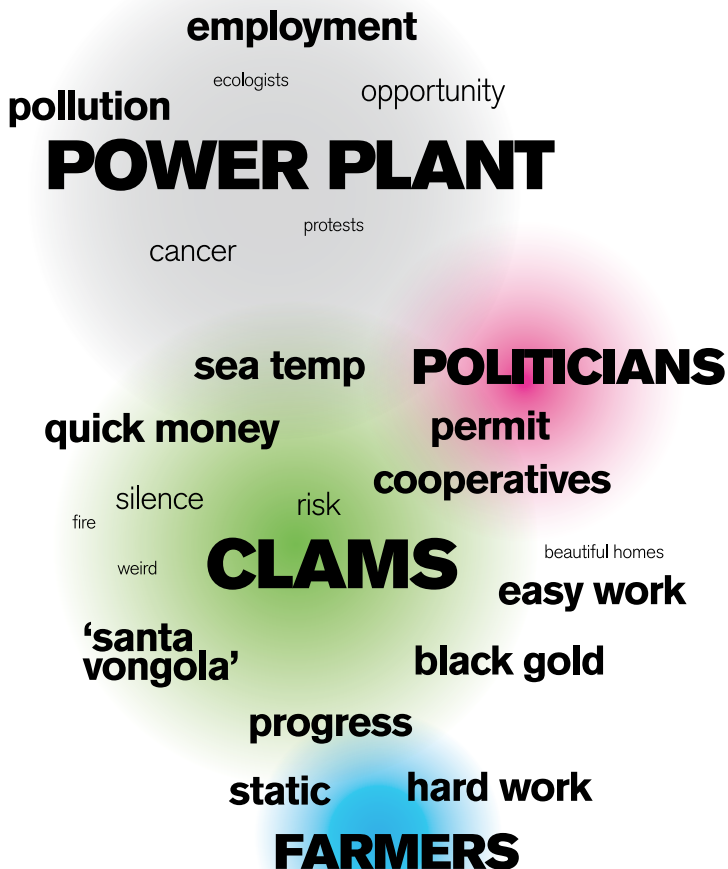 employment
ecologists
opportunity
pollution
POWER PLANT
protests
cancer
sea temp
POLITICIANS
quick money
permit
cooperatives
silence
risk
fire
beautiful homes
weird
CLAMS
easy work
‘santa
vongola’
black gold
progress
static
hard work
FARMERS